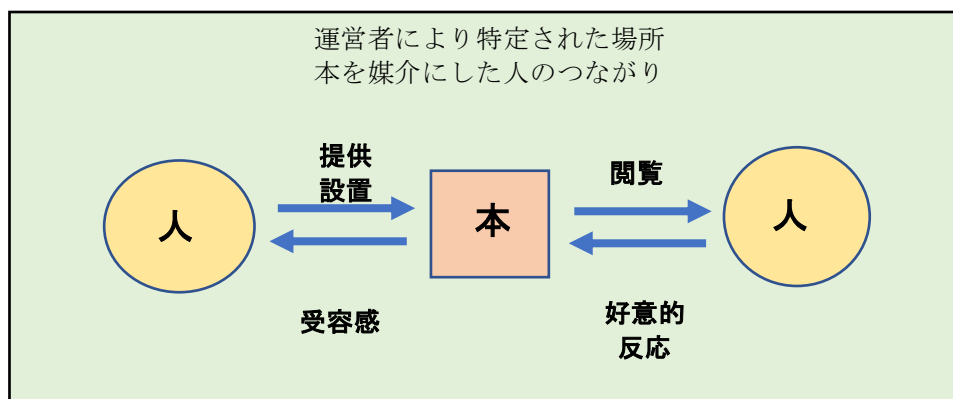 運営者により特定された場所
本を媒介にした人のつながり
提供
設置
閲覧
人
本
人
受容感
好意的
反応